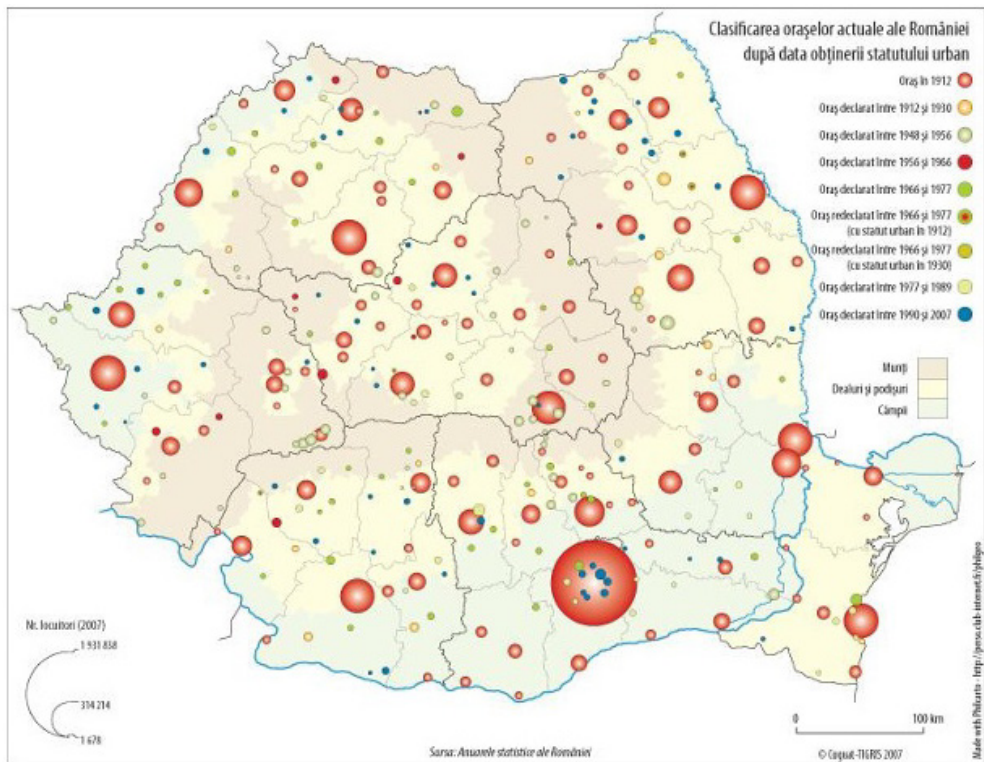 Clasificarea orașelor actuale ale României
după data obținerii statutului urban
Oraș în 1912
Oraș declarat între 1912 și 1930
Oraș declarat între 1948 și 1956
Oraș declarat între 1956 și 1966
Oraș declarat între 1966 și 1977
Oraș redeclarat între 1966 și 1977
(cu statut urban în 1912)
Oraș redeclarat între 1966 și 1977
(cu statut urban în 1930)
Oraș declarat între 1977 și 1989
Oraș declarat între 1990 și 2007
Munți
Dealuri și podișuri
Câmpii
Nr. locuitori (2007)
1 931 838
314 214
1 678
0 100 km
Sursa: Anuarele statistice ale României
© Cuguat-TIGRIS 2007
Made with Philcarto - http://perso.club-internet.fr/philgeo